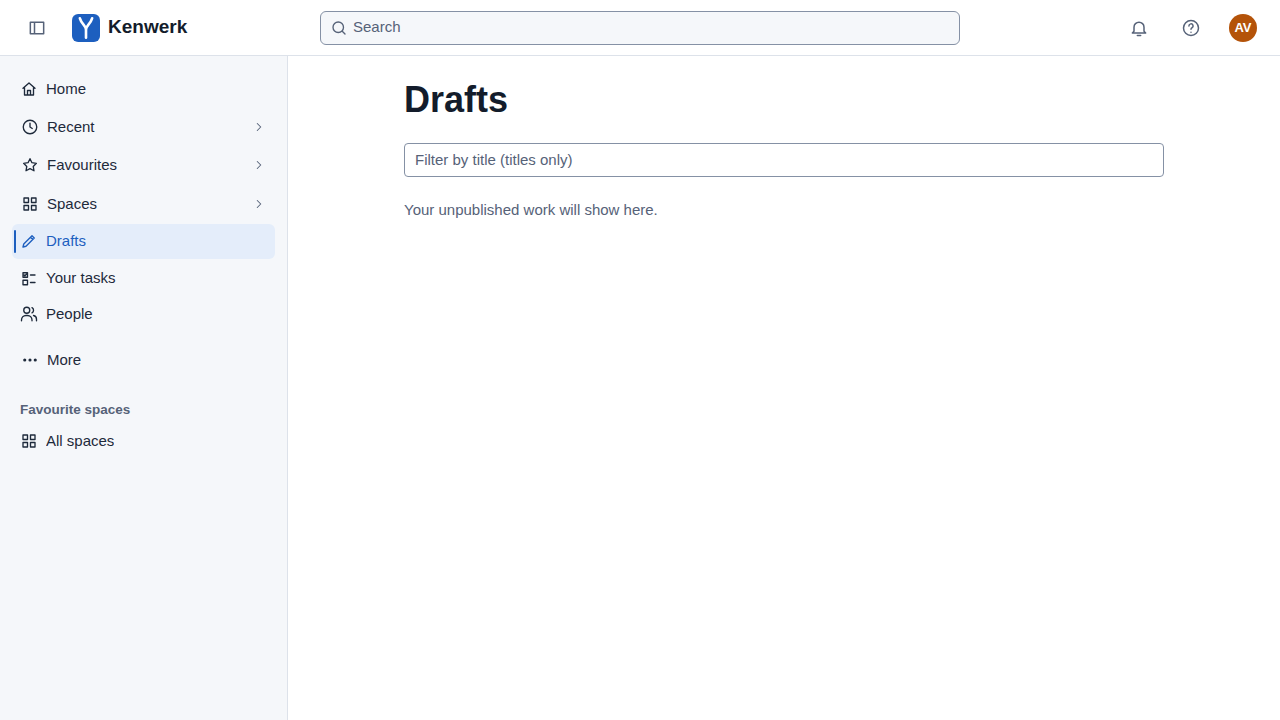 Kenwerk
Search
AV
Home
Recent
Favourites
Spaces
Drafts
Your tasks
People
More
Favourite spaces
All spaces
Drafts
Filter by title (titles only)
Your unpublished work will show here.